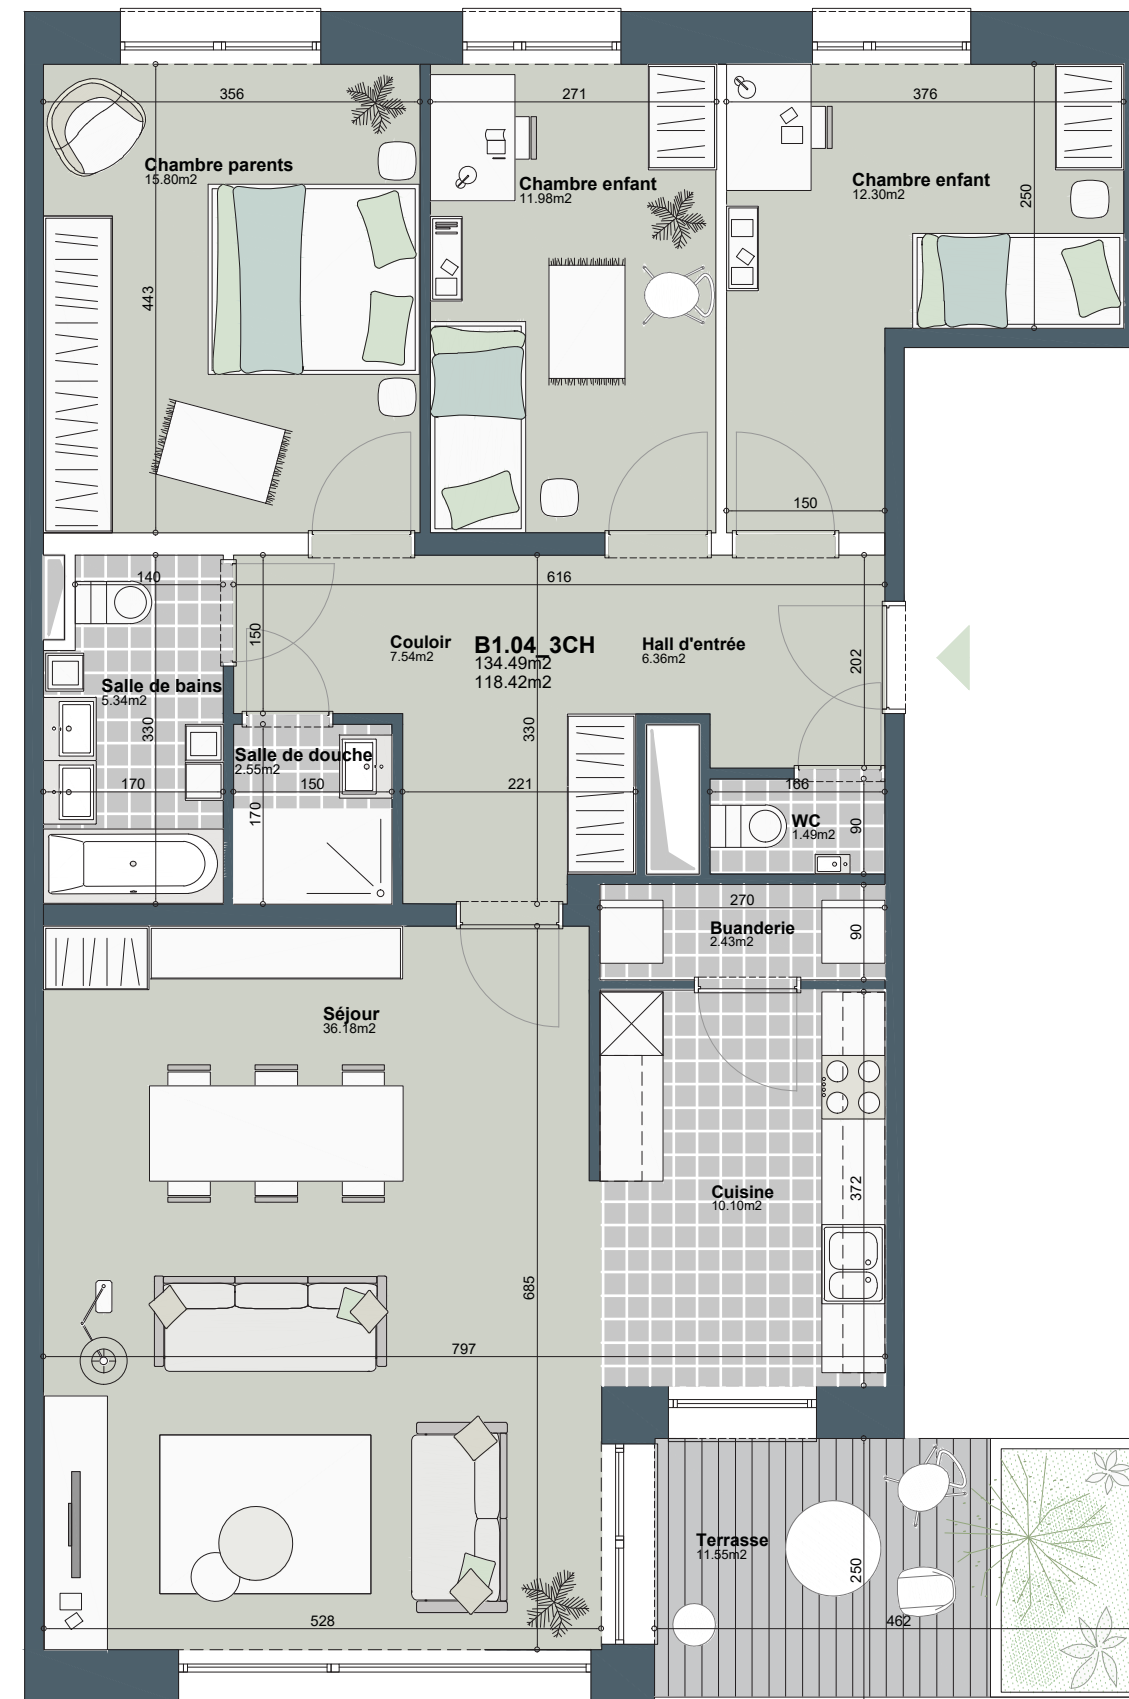 356
271
376
Chambre parents
15.80m2
Chambre enfant
11.98m2
Chambre enfant
12.30m2
250
443
150
140
616
150
Couloir
7.54m2
B1.04_3CH
134.49m2
118.42m2
Hall d'entrée
6.36m2
202
Salle de bains
5.34m2
330
330
Salle de douche
2.55m2
170
150
221
166
170
WC
1.49m2
90
270
Buanderie
2.43m2
90
Séjour
36.18m2
Cuisine
10.10m2
372
685
797
Terrasse
11.55m2
250
528
462